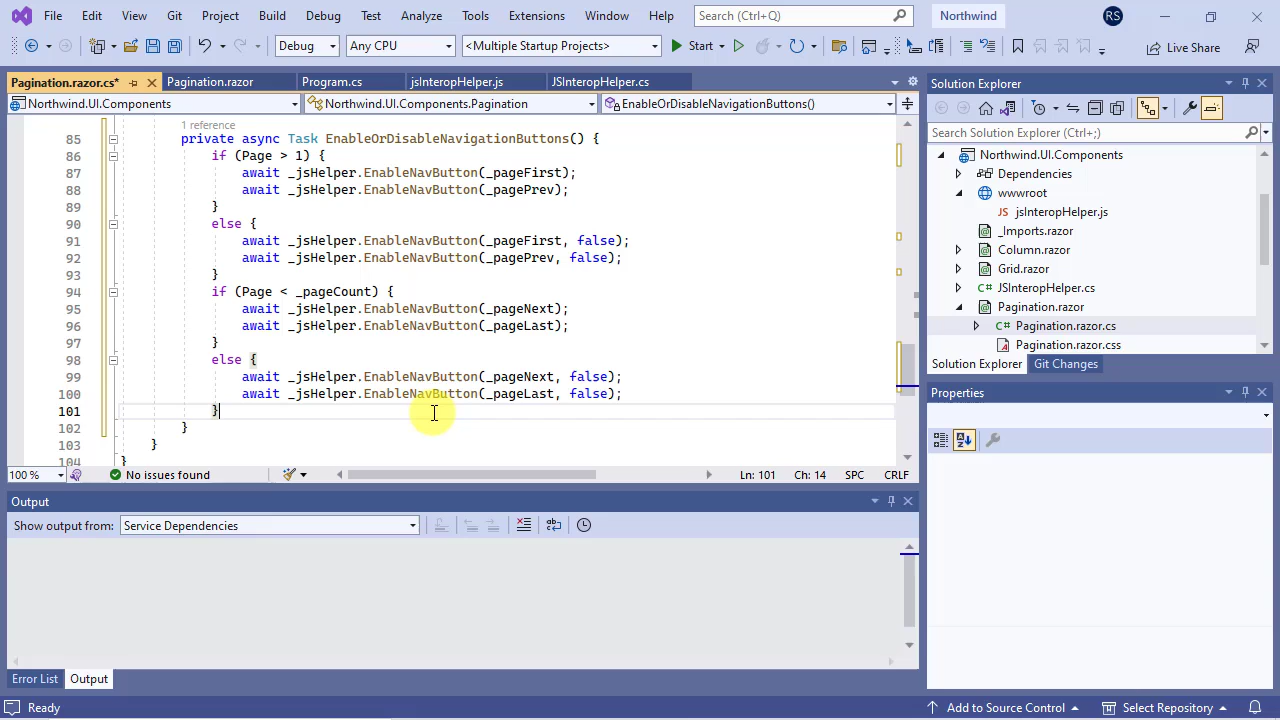 File Edit View Git Project Build Debug Test Analyze Tools Extensions Window Help Search (Ctrl+Q) Northwind RS
Debug Any CPU <Multiple Startup Projects> Start Live Share
Pagination.razor.cs* Pagination.razor Program.cs jsInteropHelper.js JSInteropHelper.cs
Northwind.UI.Components Northwind.UI.Components.Pagination EnableOrDisableNavigationButtons()
1 reference
85 private async Task EnableOrDisableNavigationButtons() {
86 if (Page > 1) {
87 await _jsHelper.EnableNavButton(_pageFirst);
88 await _jsHelper.EnableNavButton(_pagePrev);
89 }
90 else {
91 await _jsHelper.EnableNavButton(_pageFirst, false);
92 await _jsHelper.EnableNavButton(_pagePrev, false);
93 }
94 if (Page < _pageCount) {
95 await _jsHelper.EnableNavButton(_pageNext);
96 await _jsHelper.EnableNavButton(_pageLast);
97 }
98 else {
99 await _jsHelper.EnableNavButton(_pageNext, false);
100 await _jsHelper.EnableNavButton(_pageLast, false);
101 }
102 }
103 }
104 }
100 % No issues found Ln: 101 Ch: 14 SPC CRLF
Output
Show output from: Service Dependencies
Error List Output
Solution Explorer
Search Solution Explorer (Ctrl+;)
Northwind.UI.Components
Dependencies
wwwroot
jsInteropHelper.js
_Imports.razor
Column.razor
Grid.razor
JSInteropHelper.cs
Pagination.razor
Pagination.razor.cs
Pagination.razor.css
Solution Explorer Git Changes
Properties
Ready Add to Source Control Select Repository